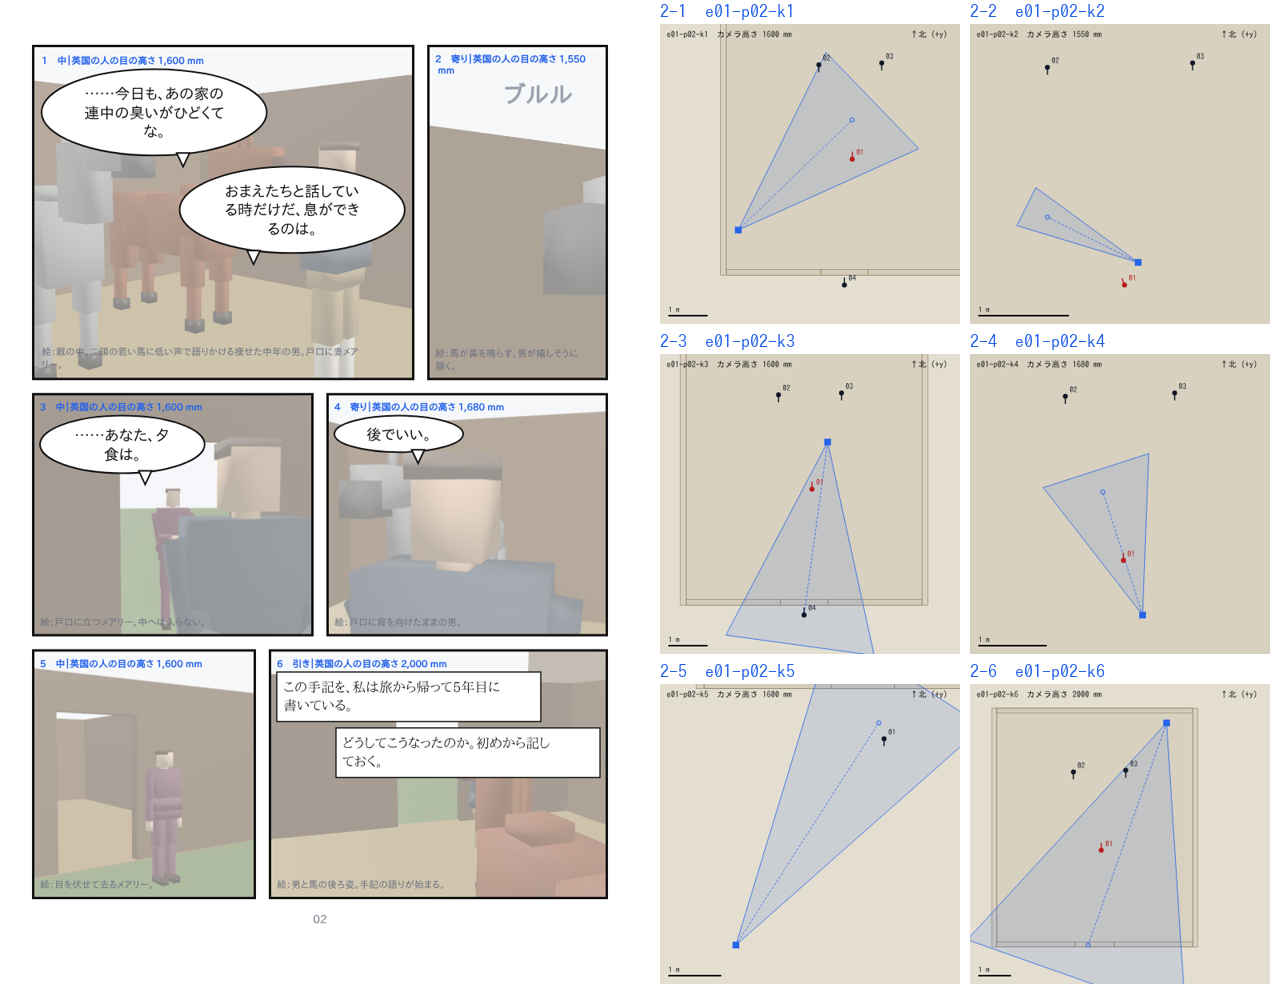 1 中|英国の人の目の高さ 1,600 mm
……今日も、あの家の
連中の臭いがひどくて
な。
おまえたちと話してい
る時だけだ、息ができ
るのは。
絵：厩の中。二頭の若い馬に低い声で語りかける痩せた中年の男。戸口に妻メア
リー。
2 寄り|英国の人の目の高さ 1,550
mm
ブルル
絵：馬が鼻を鳴らす。男が嬉しそうに
頷く。
3 中|英国の人の目の高さ 1,600 mm
……あなた、夕
食は。
絵：戸口に立つメアリー。中へは入らない。
4 寄り|英国の人の目の高さ 1,680 mm
後でいい。
絵：戸口に背を向けたままの男。
5 中|英国の人の目の高さ 1,600 mm
絵：目を伏せて去るメアリー。
6 引き|英国の人の目の高さ 2,000 mm
この手記を、私は旅から帰って5年目に
書いている。
どうしてこうなったのか。初めから記し
ておく。
絵：男と馬の後ろ姿。手記の語りが始まる。
02
2-1 e01-p02-k1
e01-p02-k1 カメラ高さ 1600 mm
↑北 (+y)
02
03
01
04
1 m
2-2 e01-p02-k2
e01-p02-k2 カメラ高さ 1550 mm
↑北 (+y)
02
03
01
1 m
2-3 e01-p02-k3
e01-p02-k3 カメラ高さ 1600 mm
↑北 (+y)
02
03
01
04
1 m
2-4 e01-p02-k4
e01-p02-k4 カメラ高さ 1680 mm
↑北 (+y)
02
03
01
1 m
2-5 e01-p02-k5
e01-p02-k5 カメラ高さ 1600 mm
↑北 (+y)
01
1 m
2-6 e01-p02-k6
e01-p02-k6 カメラ高さ 2000 mm
↑北 (+y)
02
03
01
1 m